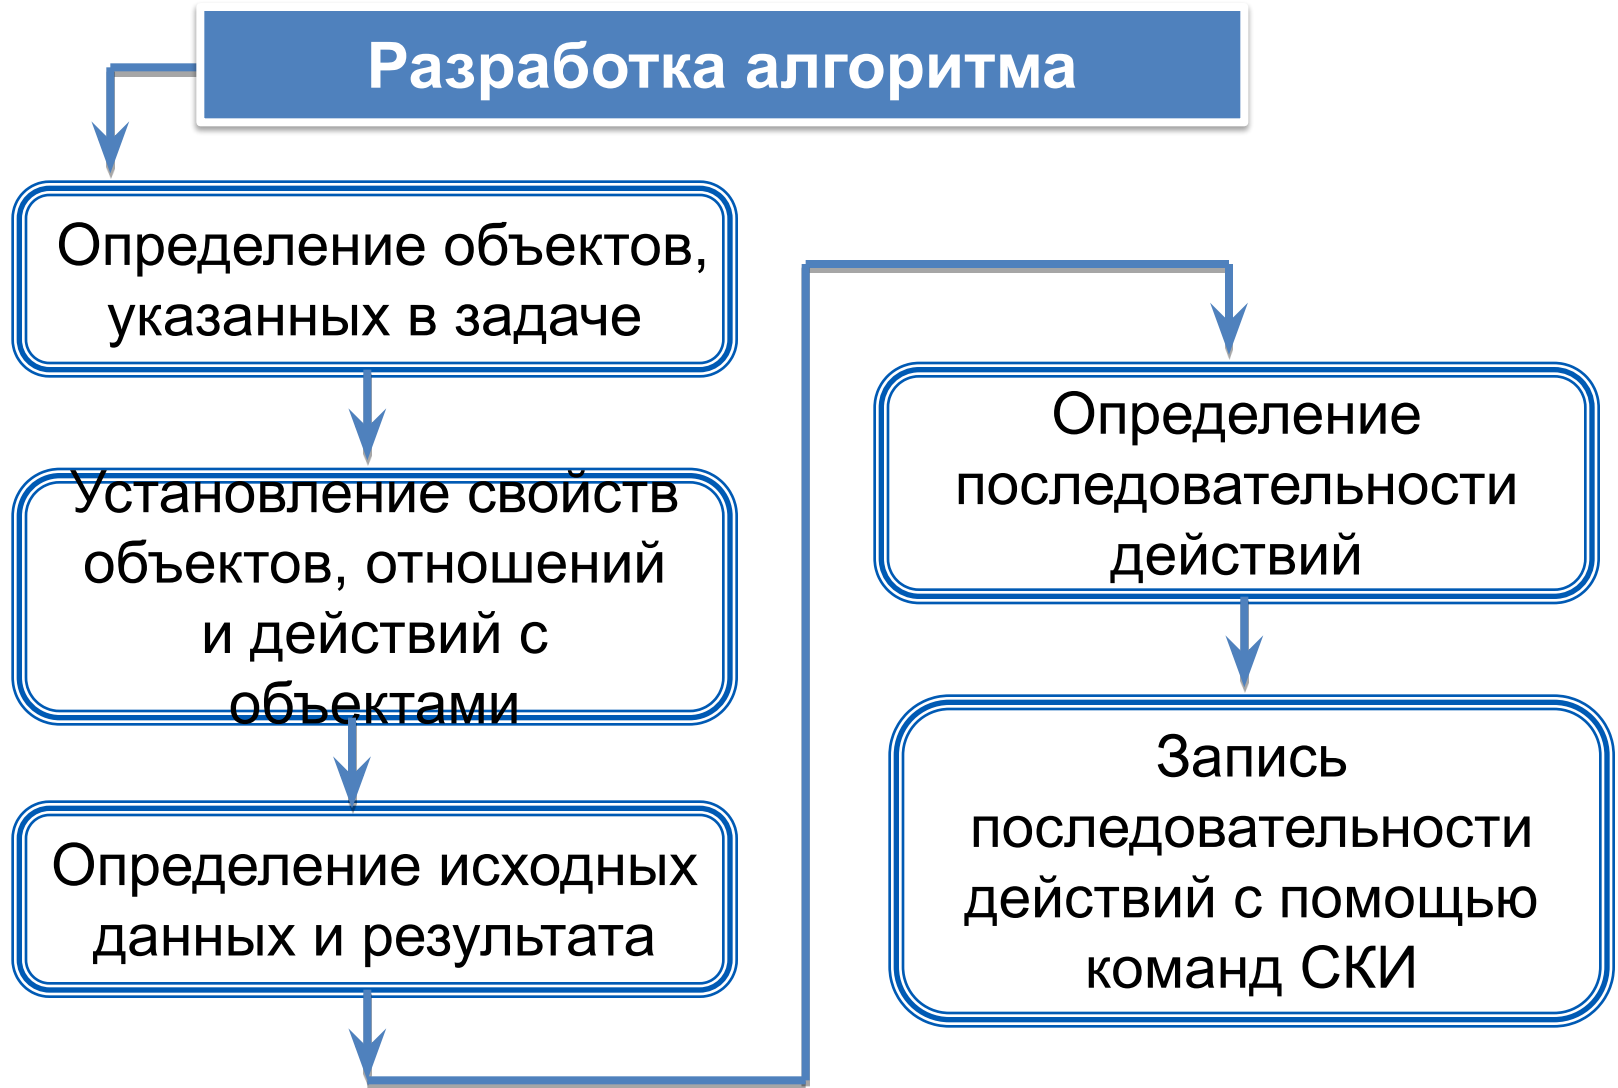 Разработка алгоритма
Определение объектов,
указанных в задаче
Установление свойств
объектов, отношений
и действий с
объектами
Определение исходных
данных и результата
Определение
последовательности
действий
Запись
последовательности
действий с помощью
команд СКИ